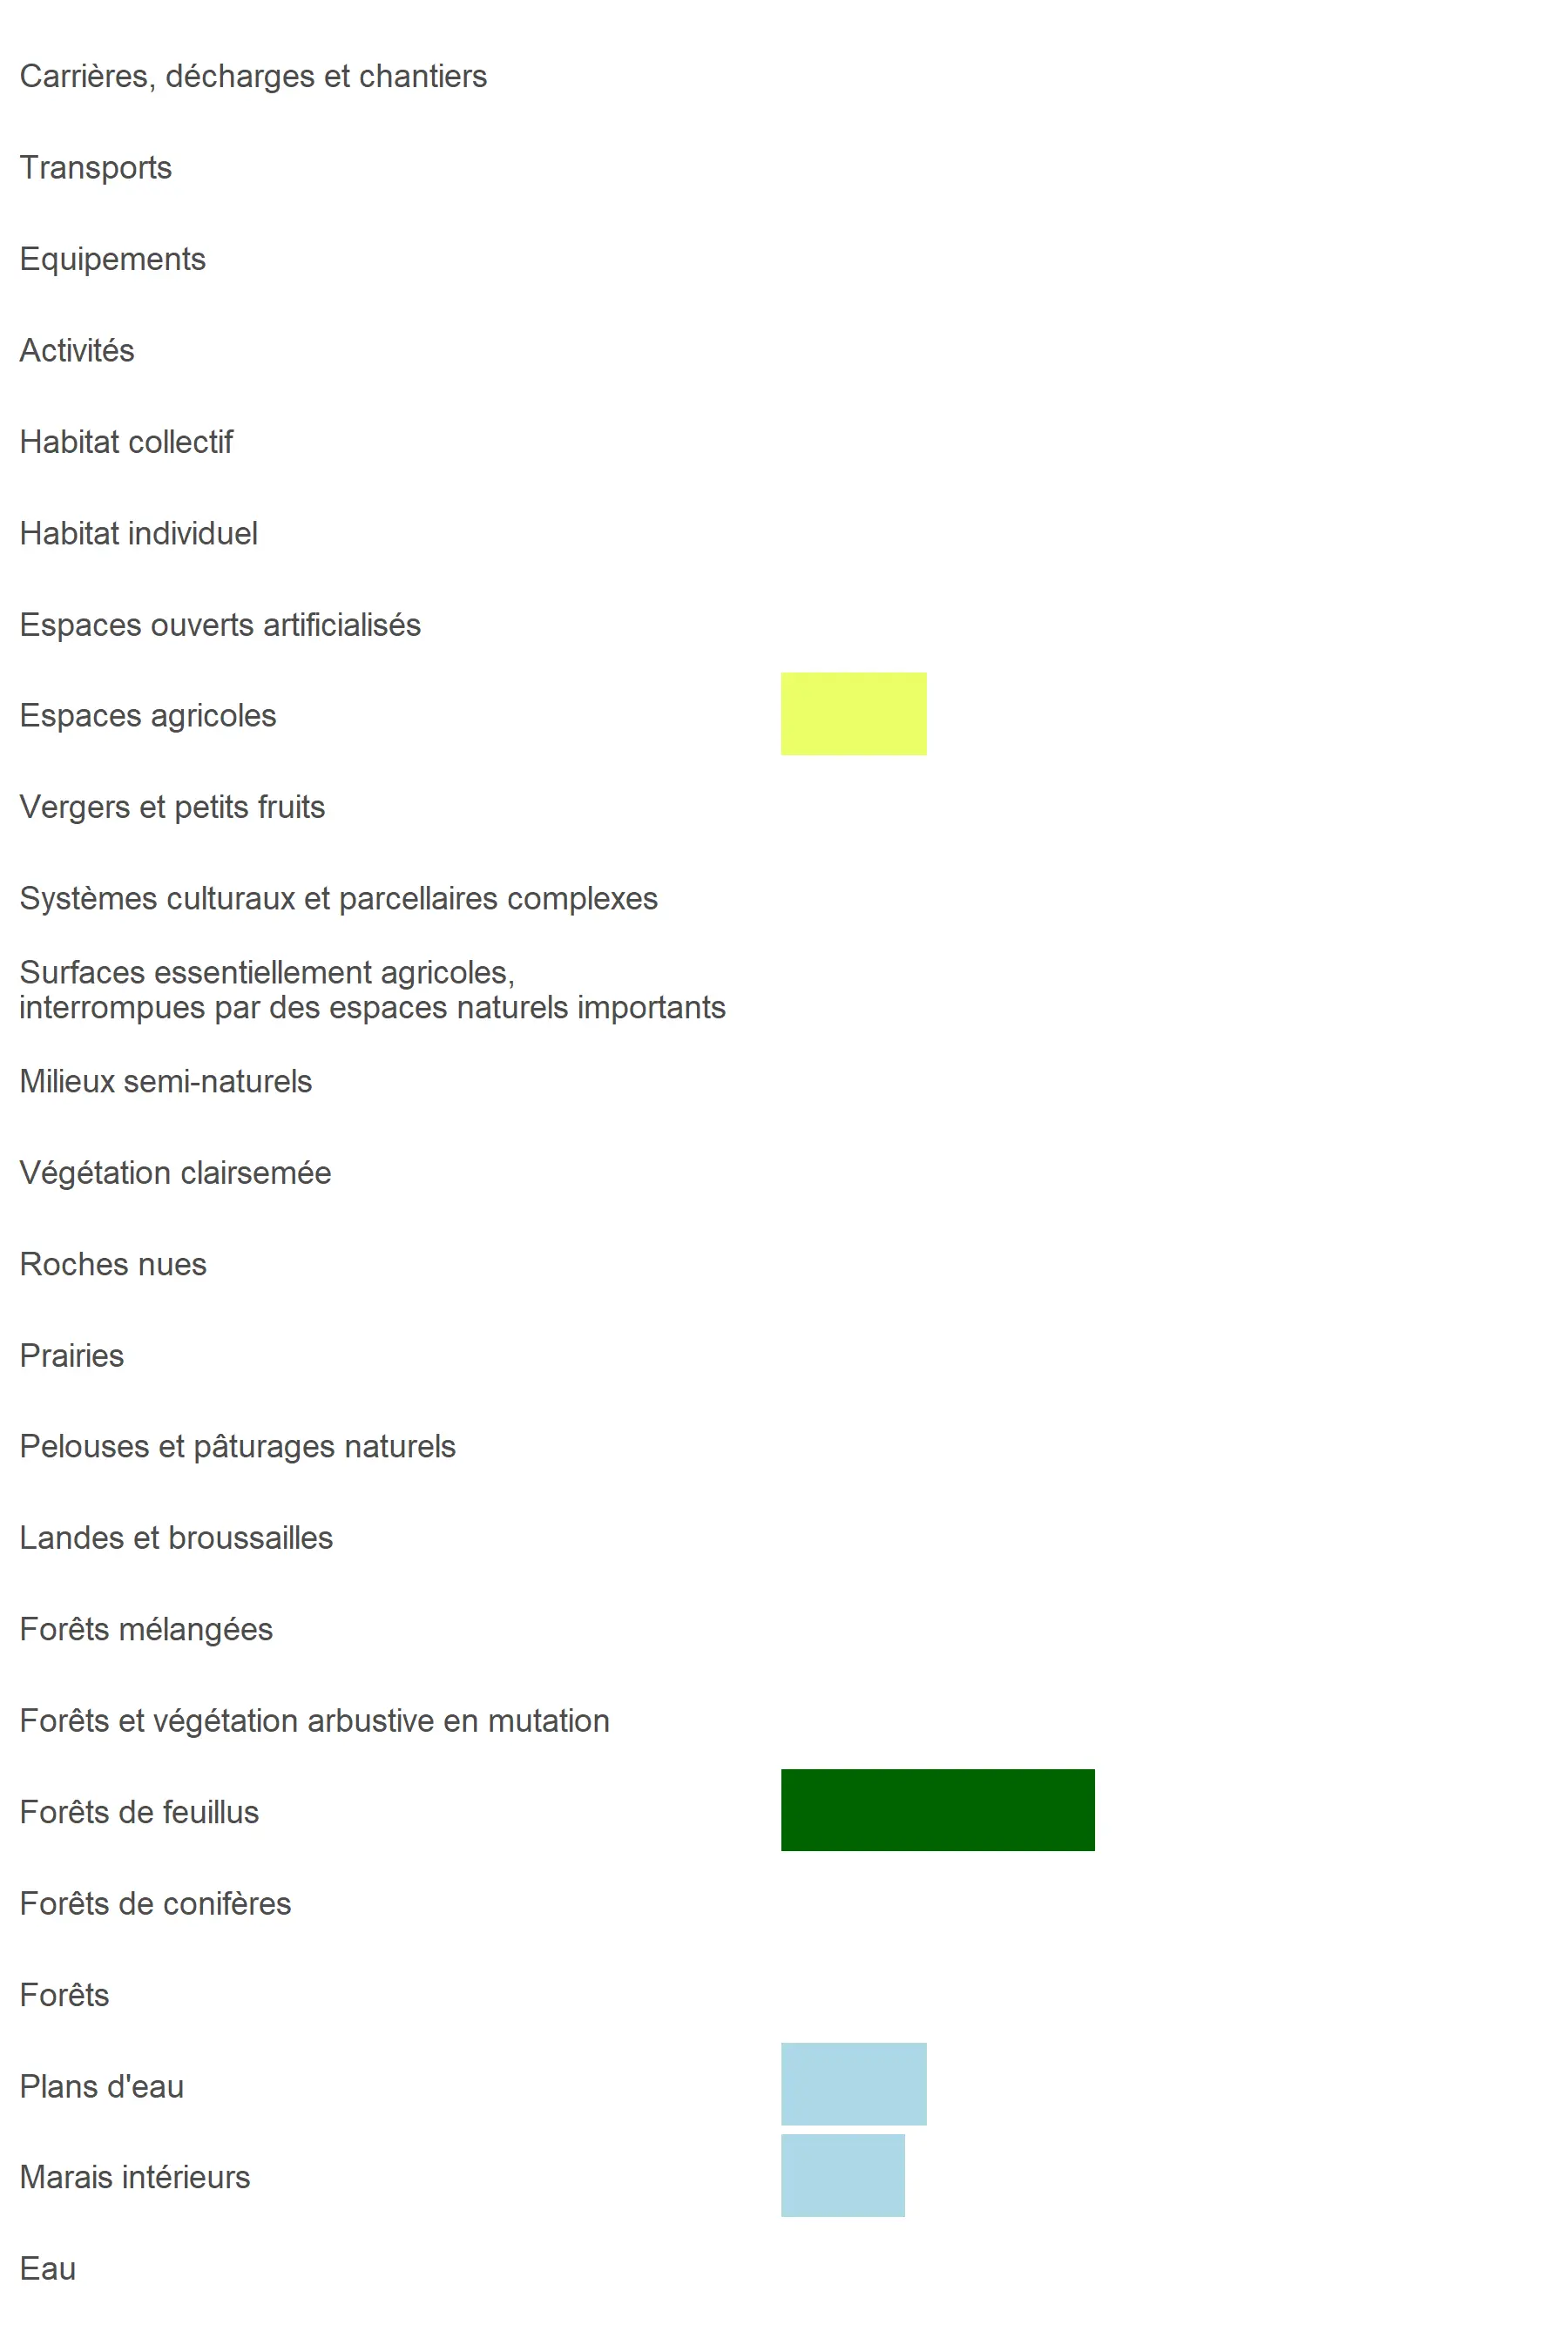 Carrières, décharges et chantiers
Transports
Equipements
Activités
Habitat collectif
Habitat individuel
Espaces ouverts artificialisés
Espaces agricoles
Vergers et petits fruits
Systèmes culturaux et parcellaires complexes
Surfaces essentiellement agricoles,
interrompues par des espaces naturels importants
Milieux semi-naturels
Végétation clairsemée
Roches nues
Prairies
Pelouses et pâturages naturels
Landes et broussailles
Forêts mélangées
Forêts et végétation arbustive en mutation
Forêts de feuillus
Forêts de conifères
Forêts
Plans d'eau
Marais intérieurs
Eau